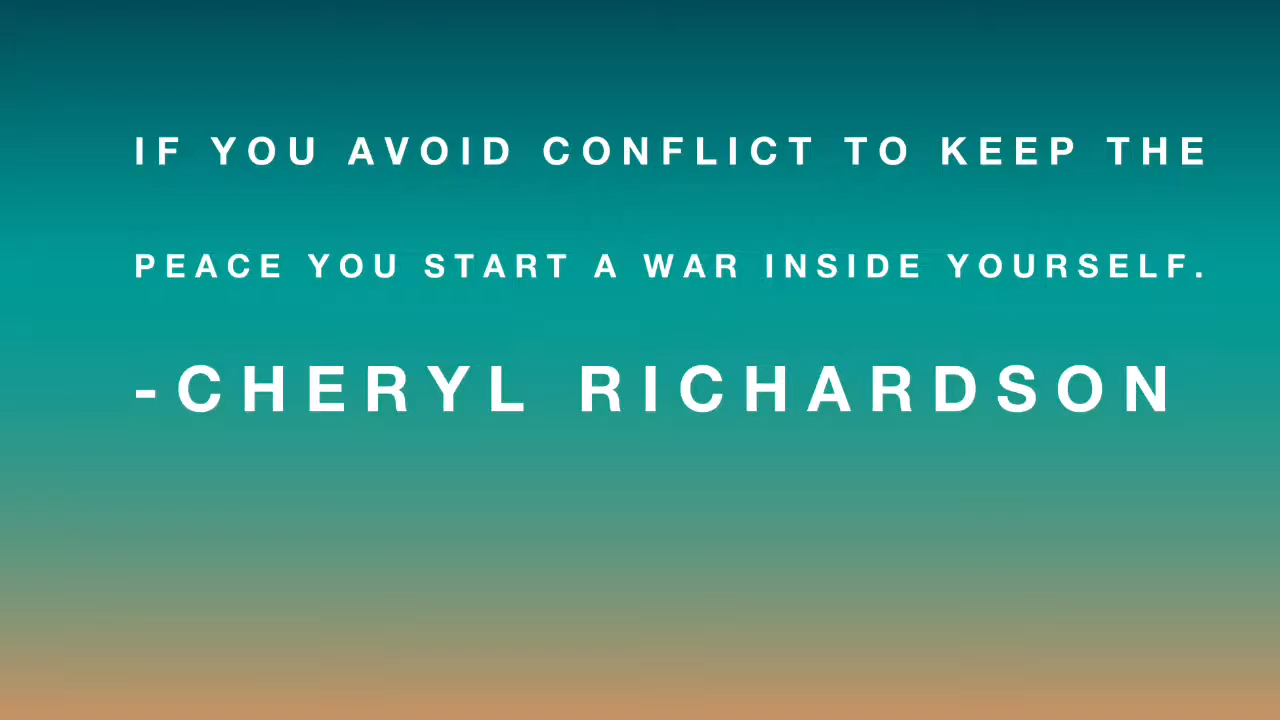 IF YOU AVOID CONFLICT TO KEEP THE
PEACE YOU START A WAR INSIDE YOURSELF.
-CHERYL RICHARDSON